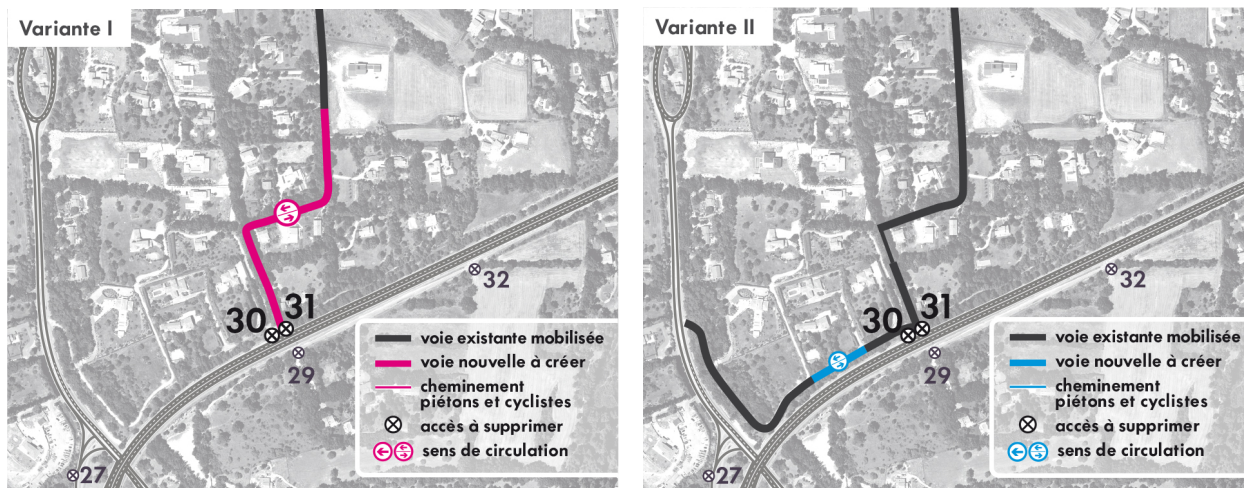 Variante I
30
31
32
29
27
voie existante mobilisée
voie nouvelle à créer
cheminement
piétons et cyclistes
accès à supprimer
sens de circulation
Variante II
30
31
32
29
27
voie existante mobilisée
voie nouvelle à créer
cheminement
piétons et cyclistes
accès à supprimer
sens de circulation